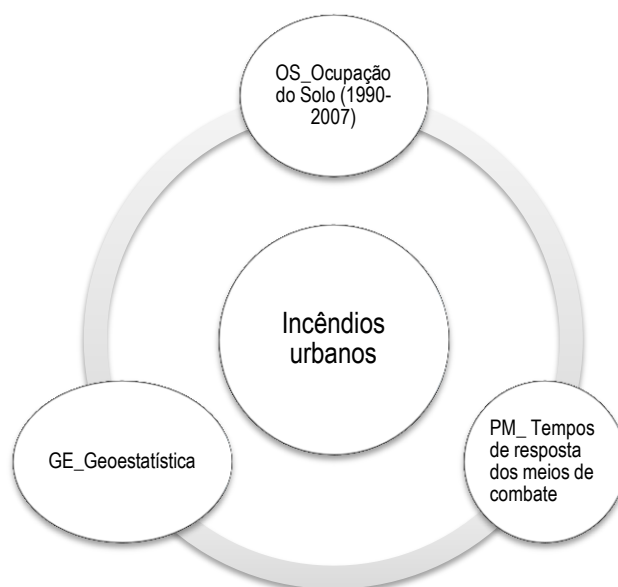 OS_Ocupação
do Solo (1990-
2007)
Incêndios
urbanos
GE_Geoestatística
PM_ Tempos
de resposta
dos meios de
combate